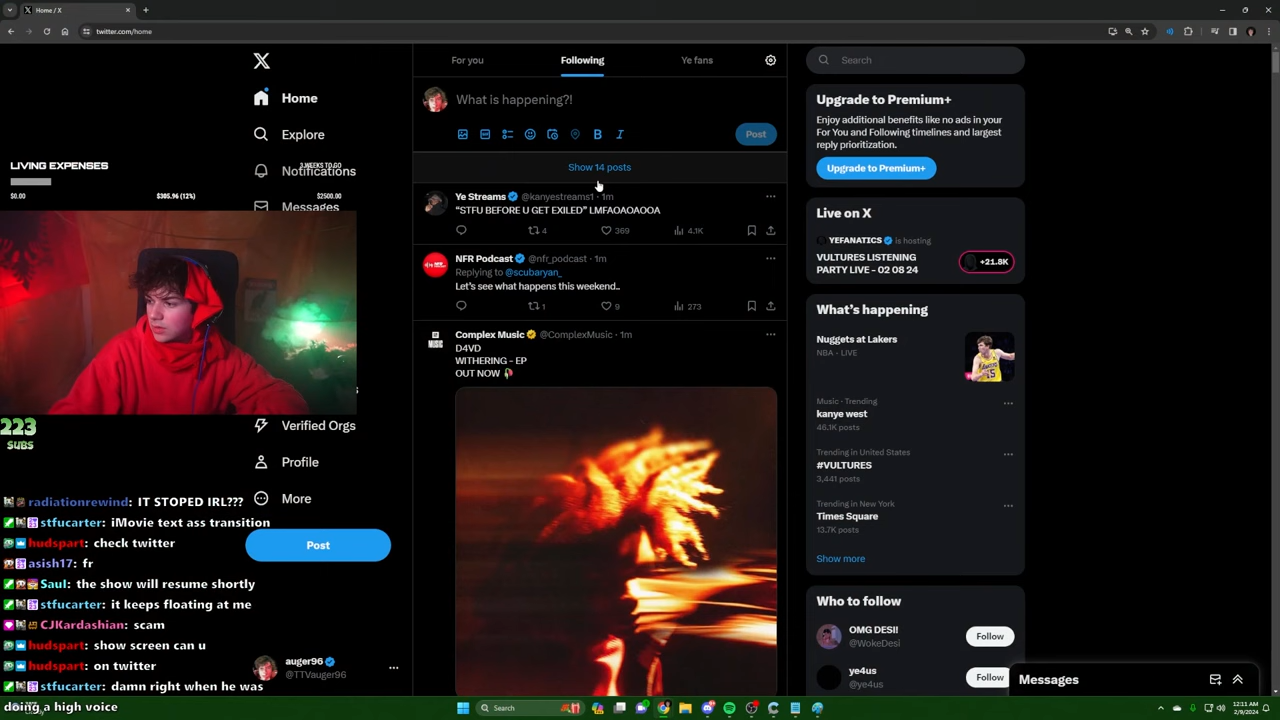 Home / X
twitter.com/home
For you
Following
Ye fans
Search
Home
What is happening?!
Upgrade to Premium+
Enjoy additional benefits like no ads in your
For You and Following timelines and largest
reply prioritization.
Upgrade to Premium+
Explore
Post
LIVING EXPENSES
3 WEEKS TO GO
Notifications
Show 14 posts
$0.00
$305.96 (12%)
$2500.00
Messages
Ye Streams @kanyestreams1 · 1m
“STFU BEFORE U GET EXILED” LMFAOAOAOOA
4
369
4.1K
Live on X
YEFANATICS is hosting
VULTURES LISTENING
PARTY LIVE - 02 08 24
+21.8K
NFR Podcast @nfr_podcast · 1m
Replying to @scubaryan_
Let's see what happens this weekend..
1
9
273
What's happening
Nuggets at Lakers
NBA · LIVE
Complex Music @ComplexMusic · 1m
D4VD
WITHERING - EP
OUT NOW 🥀
MUSIC
Music · Trending
kanye west
46.1K posts
Trending in United States
#VULTURES
3,441 posts
Trending in New York
Times Square
13.7K posts
Show more
Who to follow
OMG DESI!
@WokeDesi
Follow
ye4us
@ye4us
Follow
Messages
223
SUBS
Verified Orgs
Profile
More
Post
auger96
@TTVauger96
radiationrewind: IT STOPED IRL???
stfucarter: iMovie text ass transition
hudspart: check twitter
asish17: fr
Saul: the show will resume shortly
stfucarter: it keeps floating at me
CJKardashian: scam
hudspart: show screen can u
hudspart: on twitter
stfucarter: damn right when he was
doing a high voice
Search
12:11 AM
2/9/2024